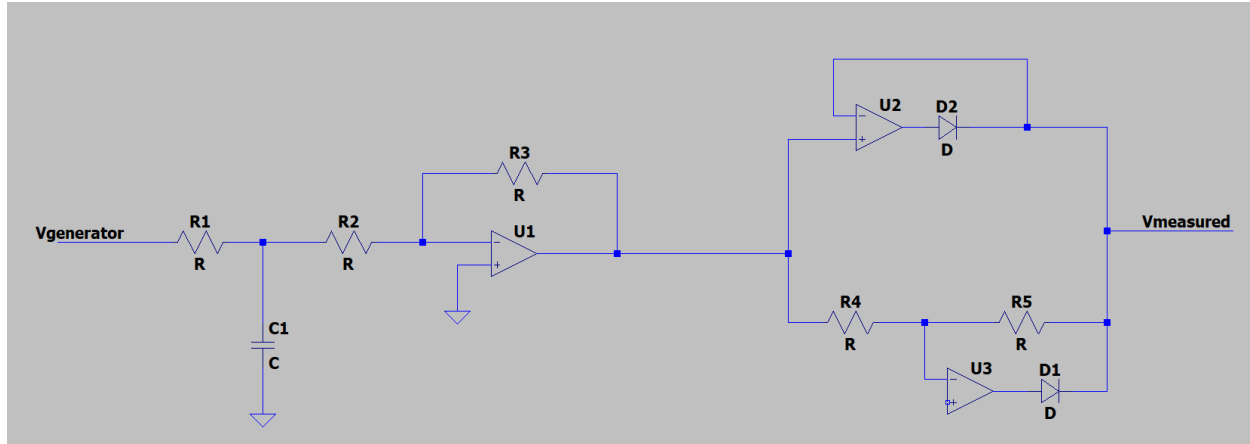 U2
D2
D
R3
R
Vgenerator
R1
R
R2
R
U1
Vmeasured
C1
C
R4
R
R5
R
U3
D1
D